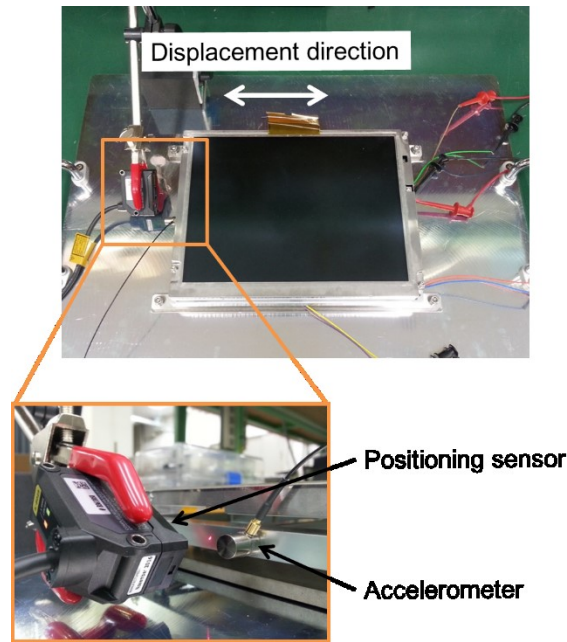 Displacement direction
Positioning sensor
Accelerometer